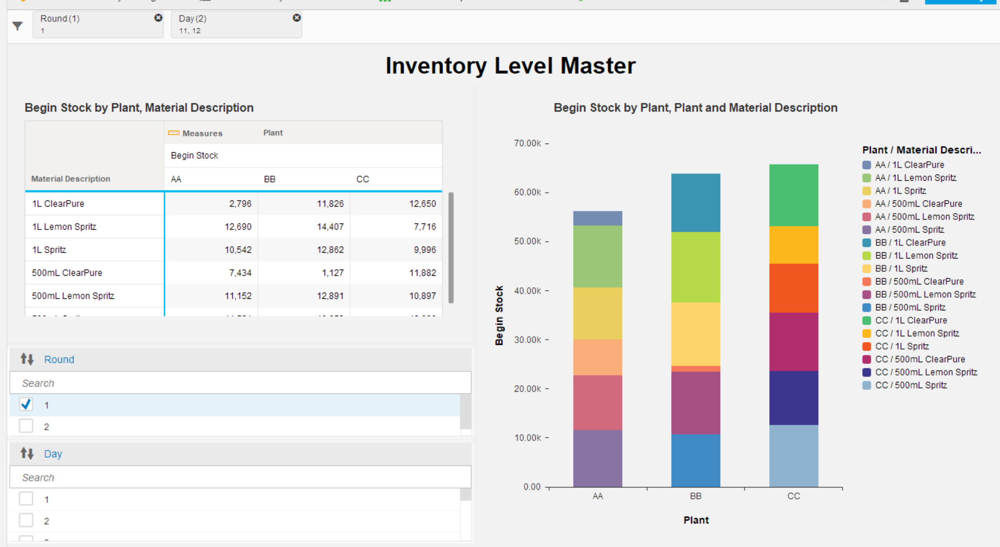 Round (1)
1
Day (2)
11, 12
Inventory Level Master
Begin Stock by Plant, Material Description
Measures Plant
Begin Stock
Material Description AA BB CC
1L ClearPure 2,796 11,826 12,650
1L Lemon Spritz 12,690 14,407 7,716
1L Spritz 10,542 12,862 9,996
500mL ClearPure 7,434 1,127 11,882
500mL Lemon Spritz 11,152 12,891 10,897
Round
Search
1
2
Day
Search
1
2
Begin Stock by Plant, Plant and Material Description
70.00k
60.00k
50.00k
40.00k
30.00k
20.00k
10.00k
0.00
Begin Stock
AA BB CC
Plant
Plant / Material Descri...
AA / 1L ClearPure
AA / 1L Lemon Spritz
AA / 1L Spritz
AA / 500mL ClearPure
AA / 500mL Lemon Spritz
AA / 500mL Spritz
BB / 1L ClearPure
BB / 1L Lemon Spritz
BB / 1L Spritz
BB / 500mL ClearPure
BB / 500mL Lemon Spritz
BB / 500mL Spritz
CC / 1L ClearPure
CC / 1L Lemon Spritz
CC / 1L Spritz
CC / 500mL ClearPure
CC / 500mL Lemon Spritz
CC / 500mL Spritz